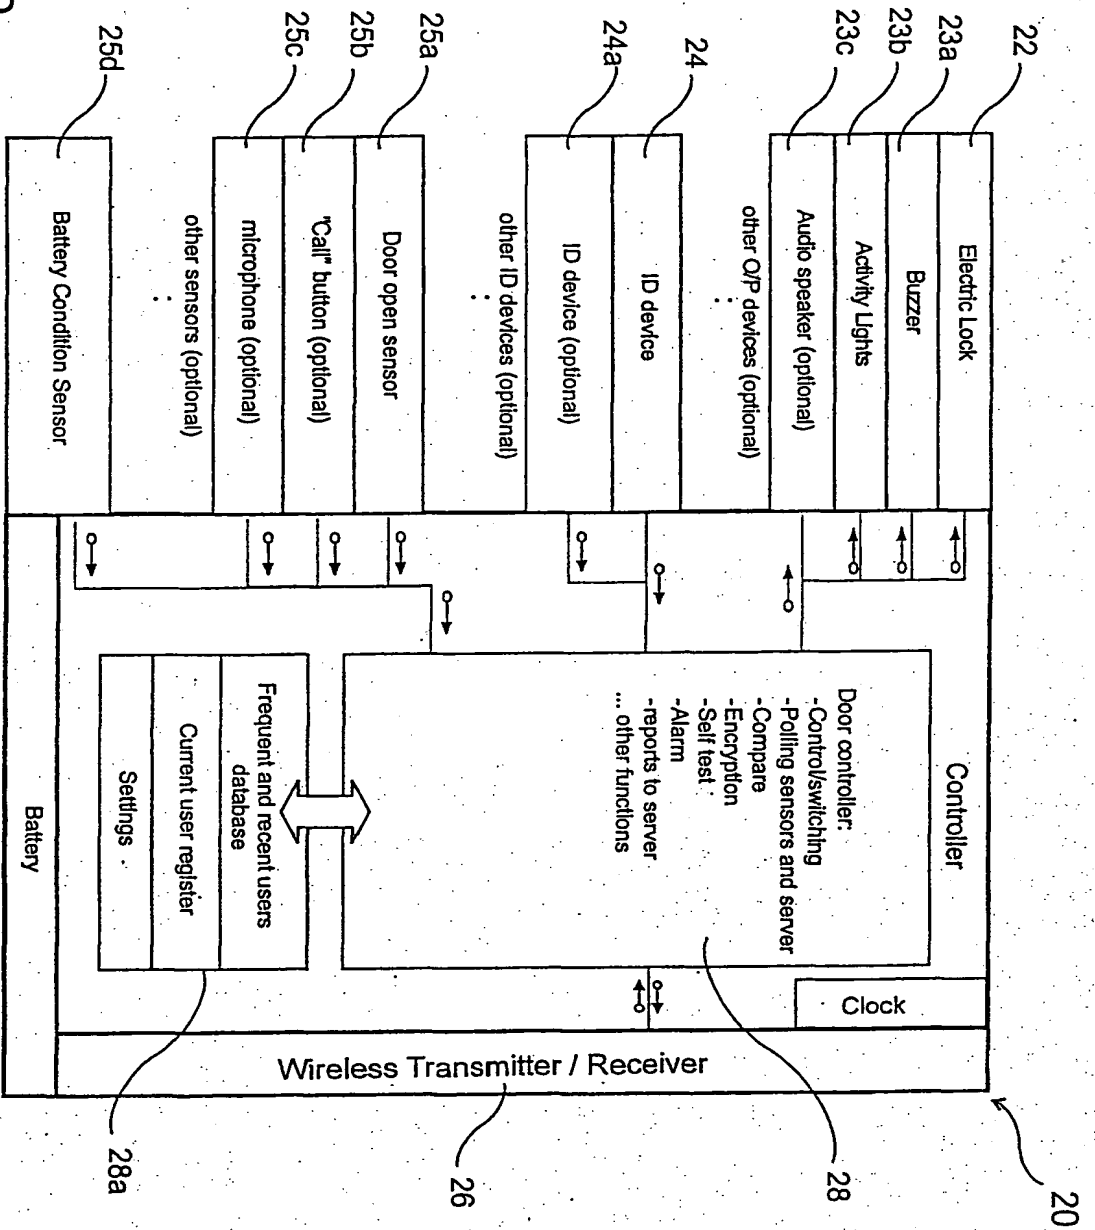 22
23a
23b
23c
24
24a
25a
25b
25c
25d
Electric Lock
Buzzer
Activity Lights
Audio speaker (optional)
other O/P devices (optional)
ID device
ID device (optional)
other ID devices (optional)
Door open sensor
"Call" button (optional)
microphone (optional)
other sensors (optional)
Battery Condition Sensor
Controller
Door controller:
-Control/switching
-Polling sensors and server
-Compare
-Encryption
-Self test
-Alarm
-reports to server
... other functions
Frequent and recent users
database
Current user register
Settings
Battery
Clock
Wireless Transmitter / Receiver
20
28
26
28a